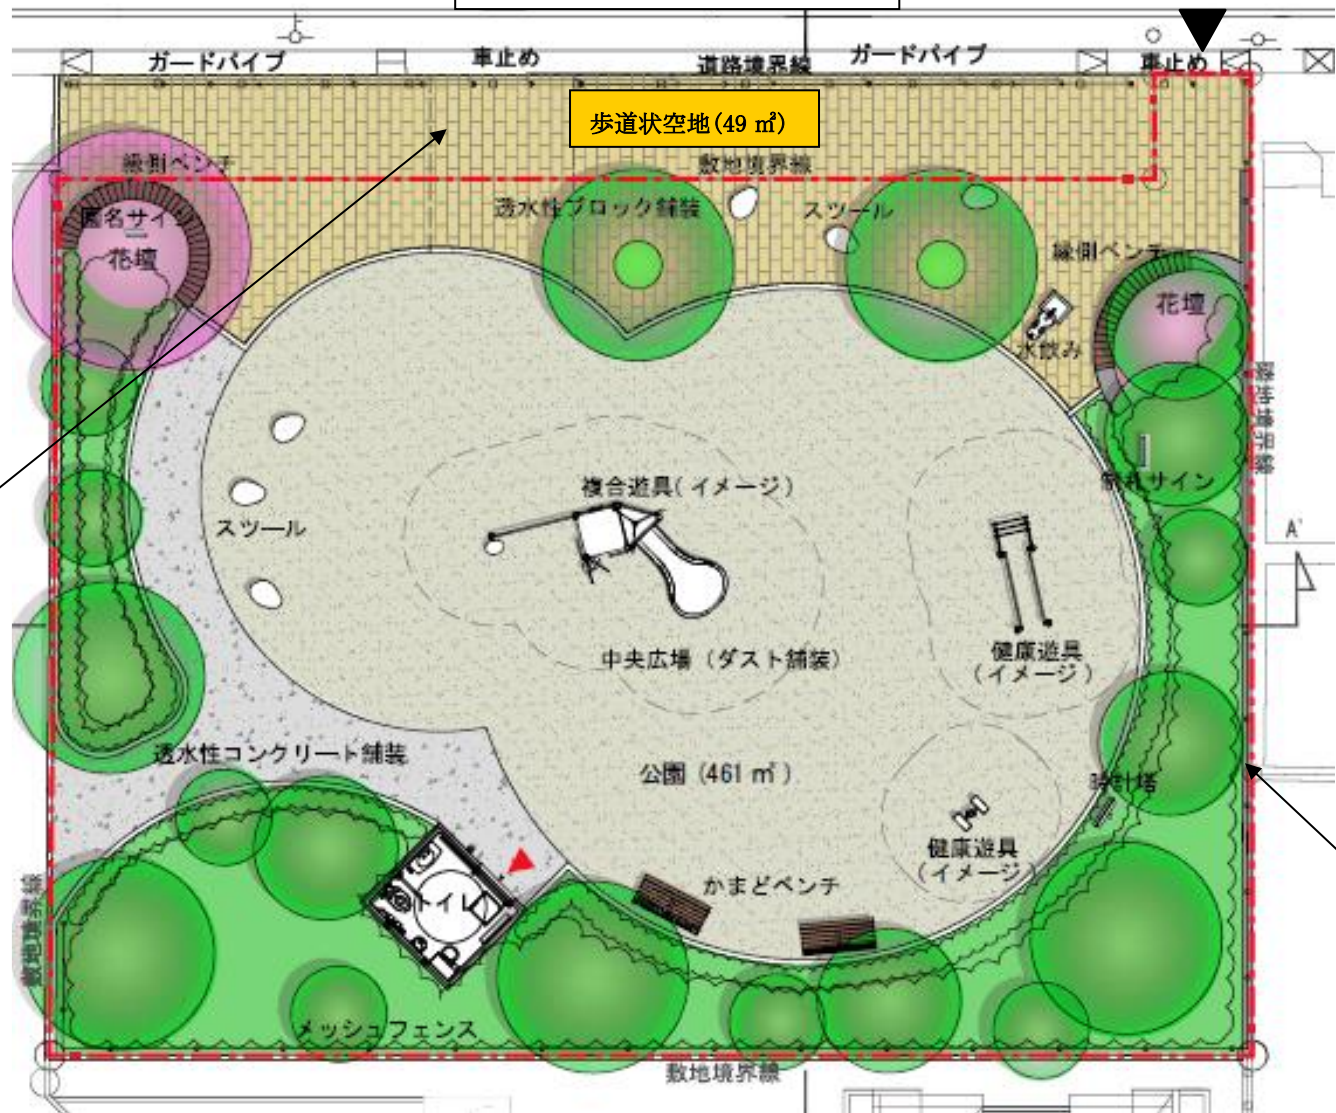 ガードパイプ
車止め
道路境界線
ガードパイプ
車止め
歩道状空地(49 ㎡)
縁側ベンチ
敷地境界線
園名サイン
透水性ブロック舗装
スツール
花壇
縁側ベンチ
花壇
水飲み
隣地境界線
複合遊具(イメージ)
サイン
スツール
A'
中央広場 (ダスト舗装)
健康遊具
(イメージ)
透水性コンクリート舗装
公園 (461 ㎡)
時計塔
健康遊具
(イメージ)
かまどベンチ
トイレ
敷地境界線
メッシュフェンス
敷地境界線